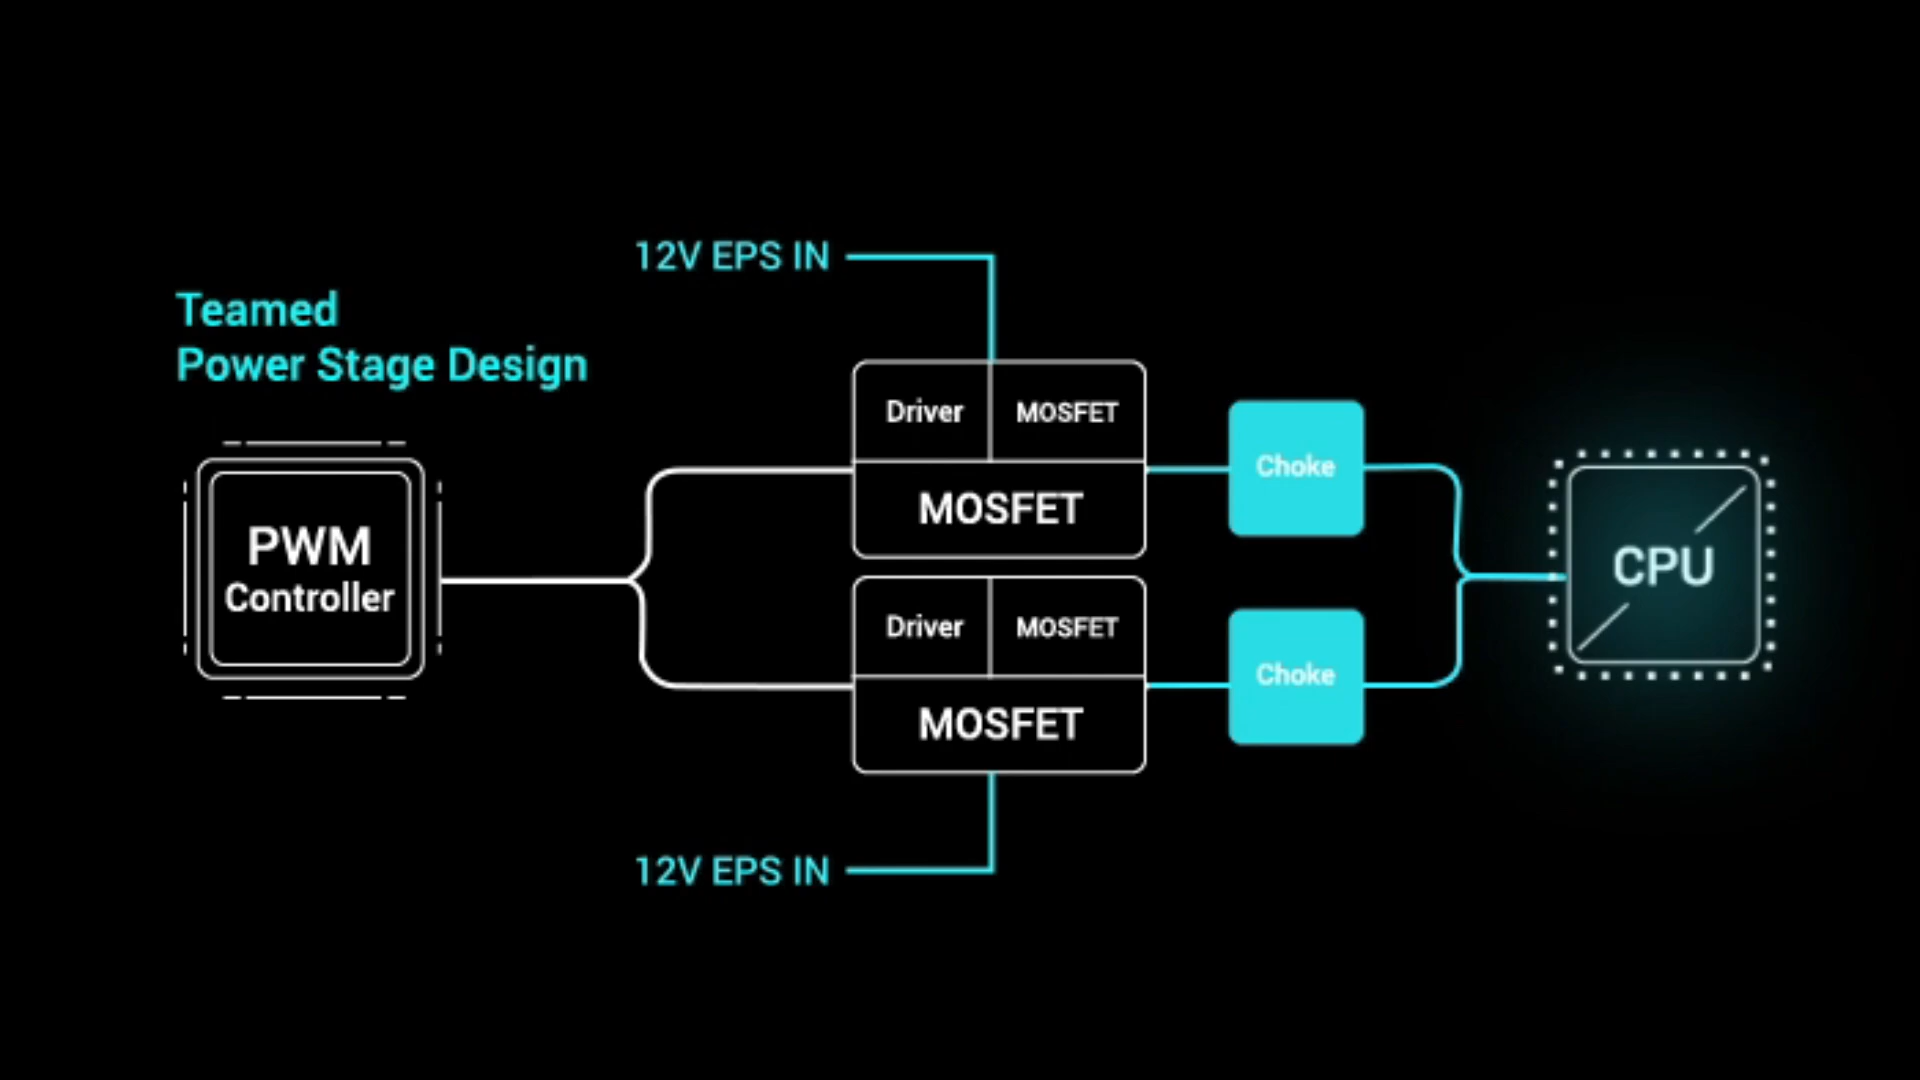 Teamed
Power Stage Design
PWM
Controller
12V EPS IN
Driver
MOSFET
MOSFET
Driver
MOSFET
MOSFET
12V EPS IN
Choke
Choke
CPU